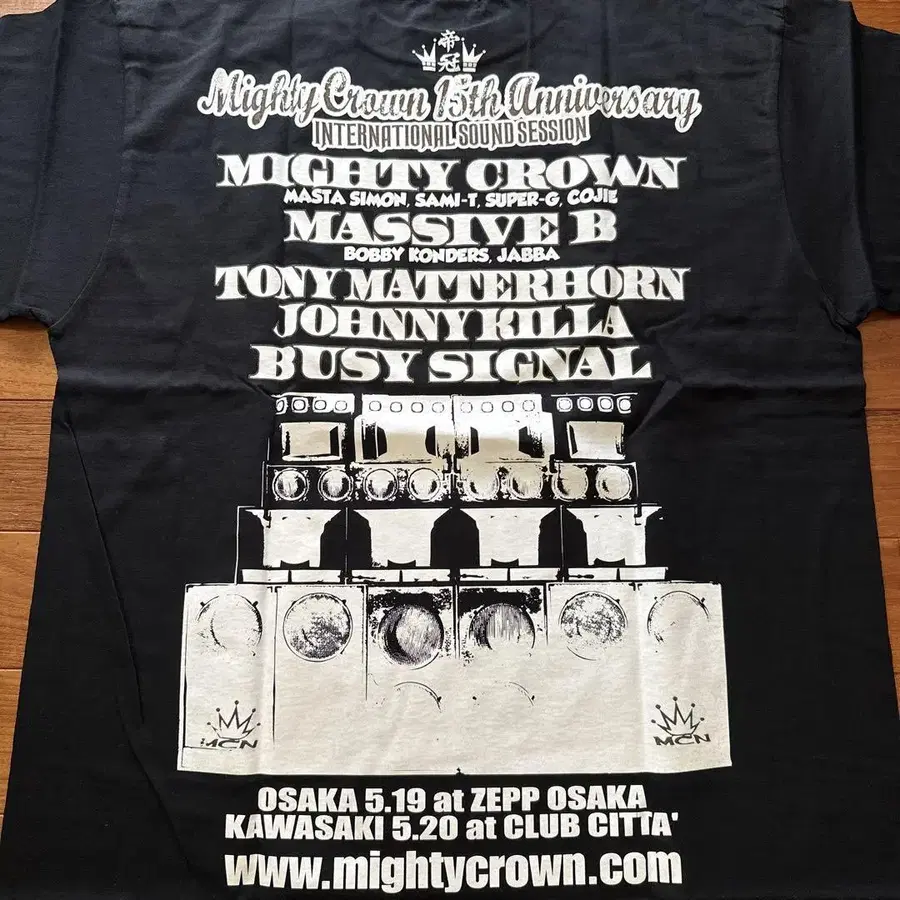 帝
冠
Mighty Crown 15th Anniversary
INTERNATIONAL SOUND SESSION
MIGHTY CROWN
MASTA SIMON, SAMI-T, SUPER-G, COJIE
MASSIVE B
BOBBY KONDERS, JABBA
TONY MATTERHORN
JOHNNY KILLA
BUSY SIGNAL
MCN MCN
OSAKA 5.19 at ZEPP OSAKA
KAWASAKI 5.20 at CLUB CITTA'
www.mightycrown.com